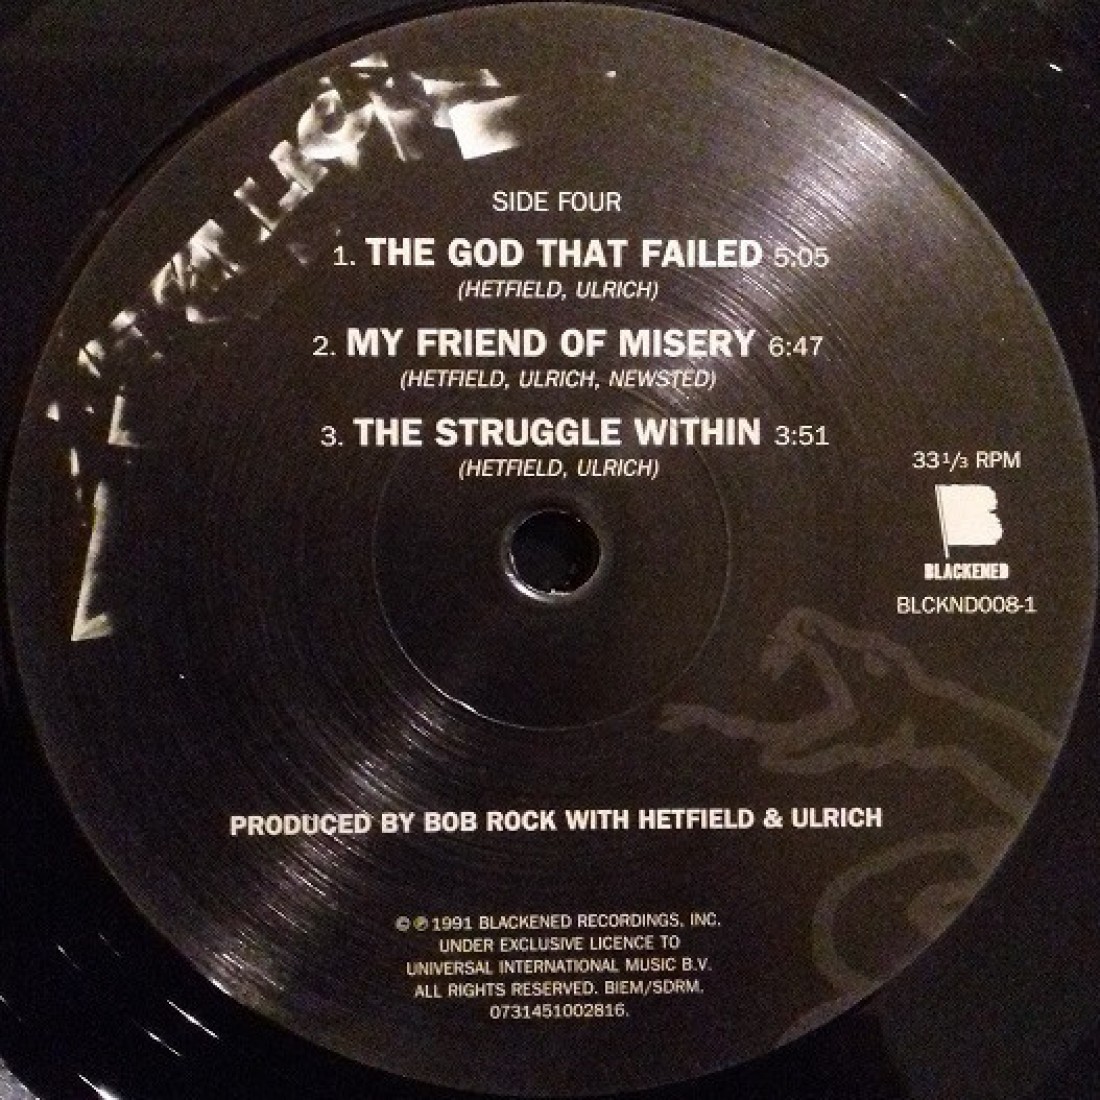 SIDE FOUR
1. THE GOD THAT FAILED 5:05
(HETFIELD, ULRICH)
2. MY FRIEND OF MISERY 6:47
(HETFIELD, ULRICH, NEWSTED)
3. THE STRUGGLE WITHIN 3:51
(HETFIELD, ULRICH)
33 1/3 RPM
B
BLACKENED
BLCKND008-1
PRODUCED BY BOB ROCK WITH HETFIELD & ULRICH
©℗1991 BLACKENED RECORDINGS, INC.
UNDER EXCLUSIVE LICENCE TO
UNIVERSAL INTERNATIONAL MUSIC B.V.
ALL RIGHTS RESERVED. BIEM/SDRM.
0731451002816.